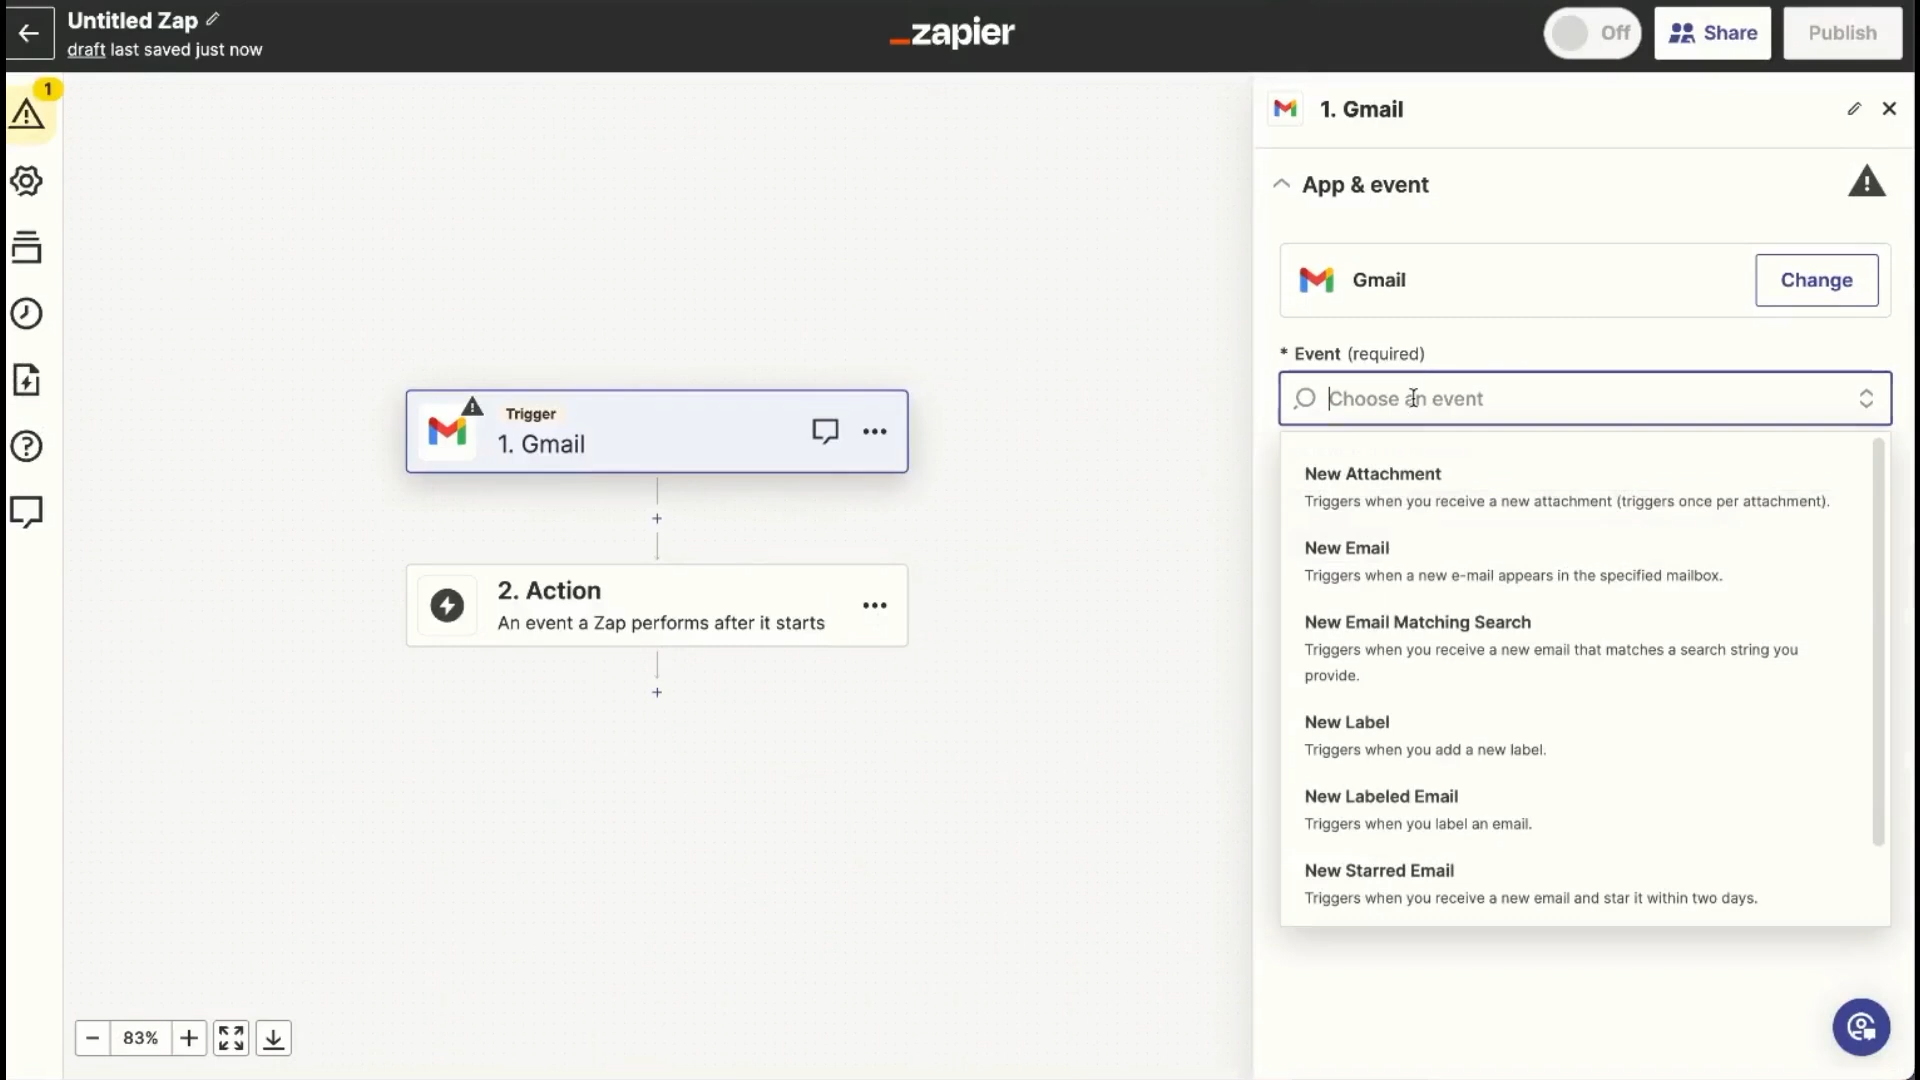 Untitled Zap
draft last saved just now
zapier
Off
Share
Publish
1
1. Gmail
App & event
Gmail
Change
* Event (required)
Choose an event
New Attachment
Triggers when you receive a new attachment (triggers once per attachment).
New Email
Triggers when a new e-mail appears in the specified mailbox.
New Email Matching Search
Triggers when you receive a new email that matches a search string you
provide.
New Label
Triggers when you add a new label.
New Labeled Email
Triggers when you label an email.
New Starred Email
Triggers when you receive a new email and star it within two days.
Trigger
1. Gmail
2. Action
An event a Zap performs after it starts
83%